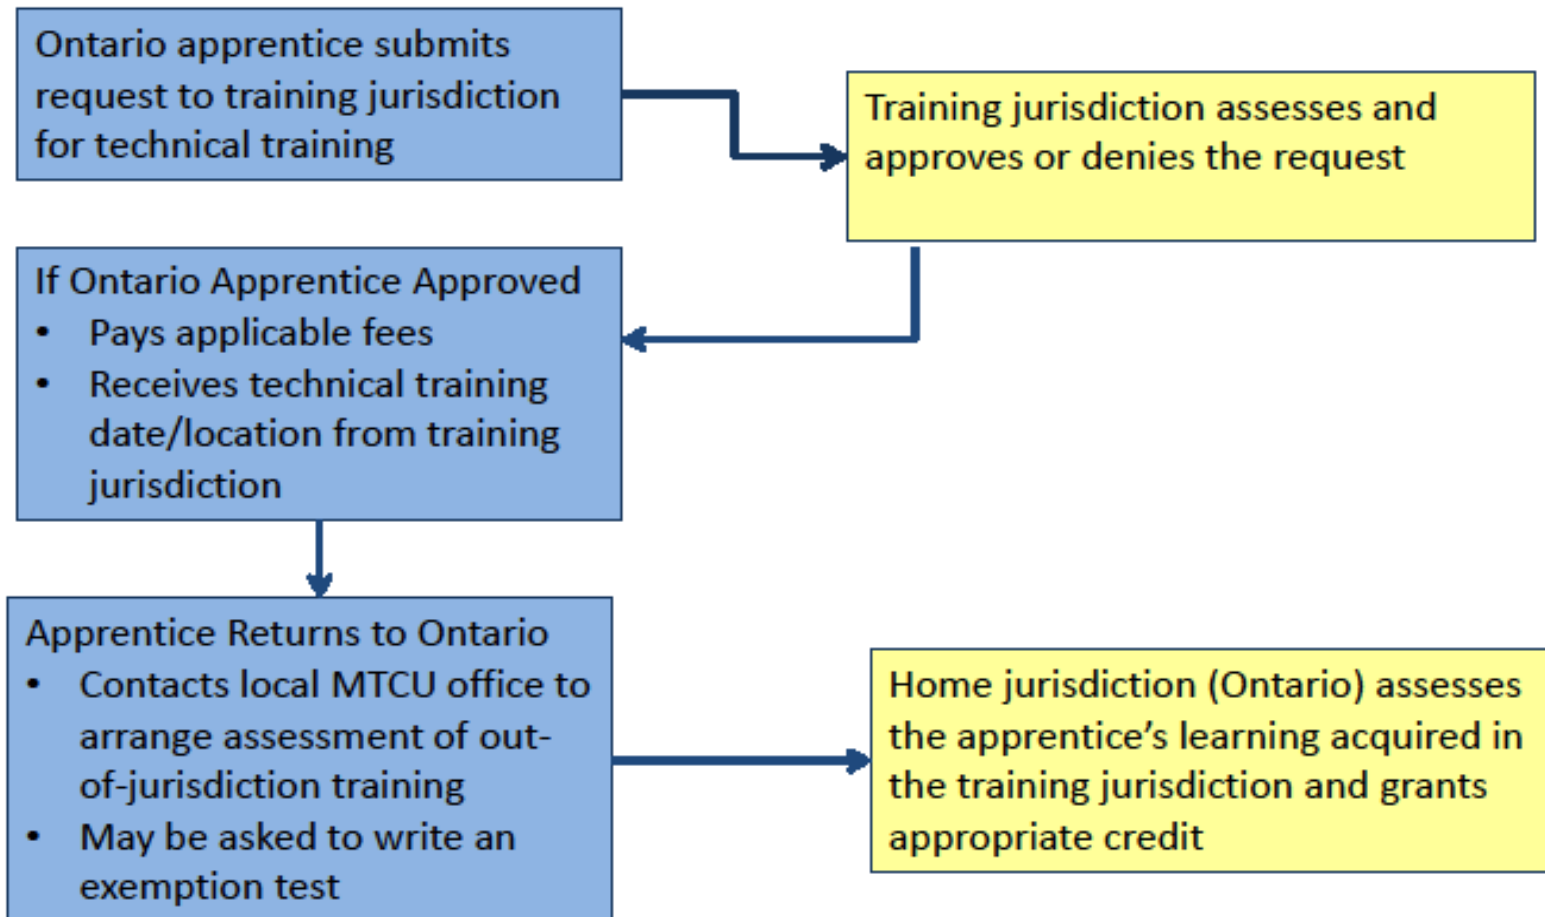 Ontario apprentice submits
request to training jurisdiction
for technical training
Training jurisdiction assesses and
approves or denies the request
If Ontario Apprentice Approved
• Pays applicable fees
• Receives technical training
date/location from training
jurisdiction
Apprentice Returns to Ontario
• Contacts local MTCU office to
arrange assessment of out-
of-jurisdiction training
• May be asked to write an
exemption test
Home jurisdiction (Ontario) assesses
the apprentice’s learning acquired in
the training jurisdiction and grants
appropriate credit